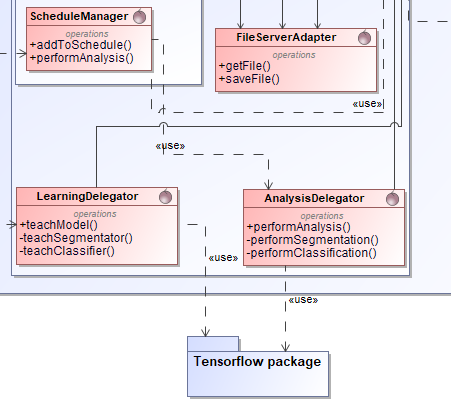 ScheduleManager
operations
+addToSchedule()
+performAnalysis()
FileServerAdapter
operations
+getFile()
+saveFile()
«use»
«use»
LearningDelegator
operations
+teachModel()
-teachSegmentator()
-teachClassifier()
AnalysisDelegator
operations
+performAnalysis()
-performSegmentation()
-performClassification()
«use»
«use»
Tensorflow package